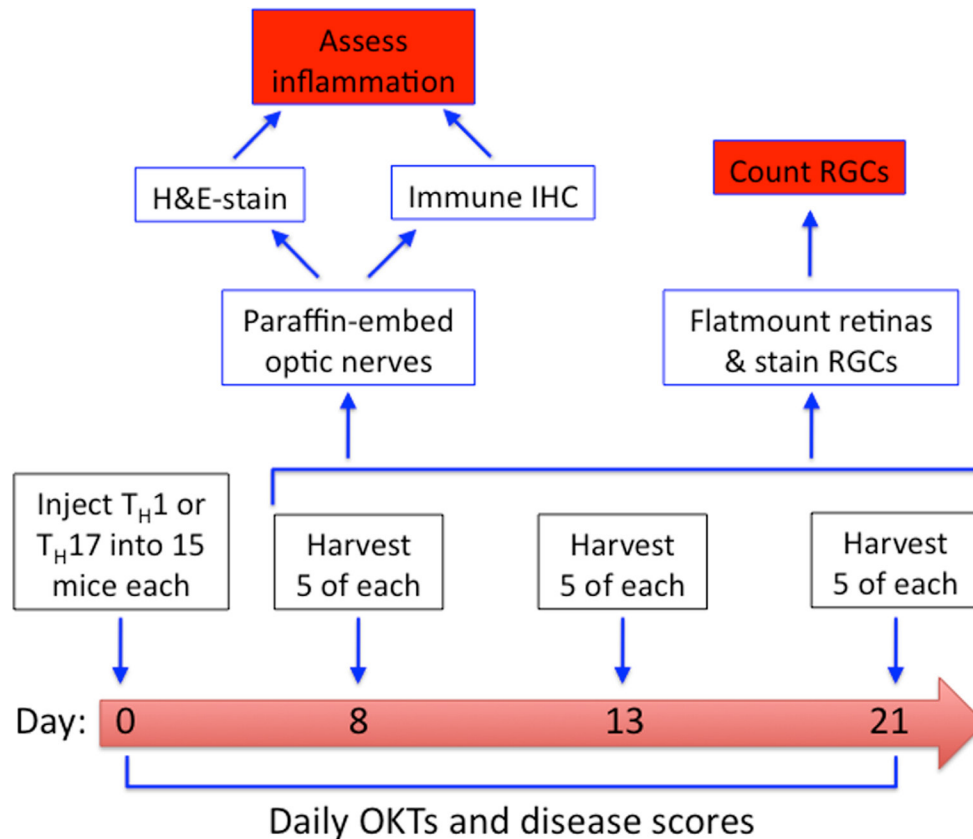 Assess
inflammation
H&E-stain
Immune IHC
Count RGCs
Paraffin-embed
optic nerves
Flatmount retinas
& stain RGCs
Inject TH1 or
TH17 into 15
mice each
Harvest
5 of each
Harvest
5 of each
Harvest
5 of each
Day: 0 8 13 21
Daily OKTs and disease scores